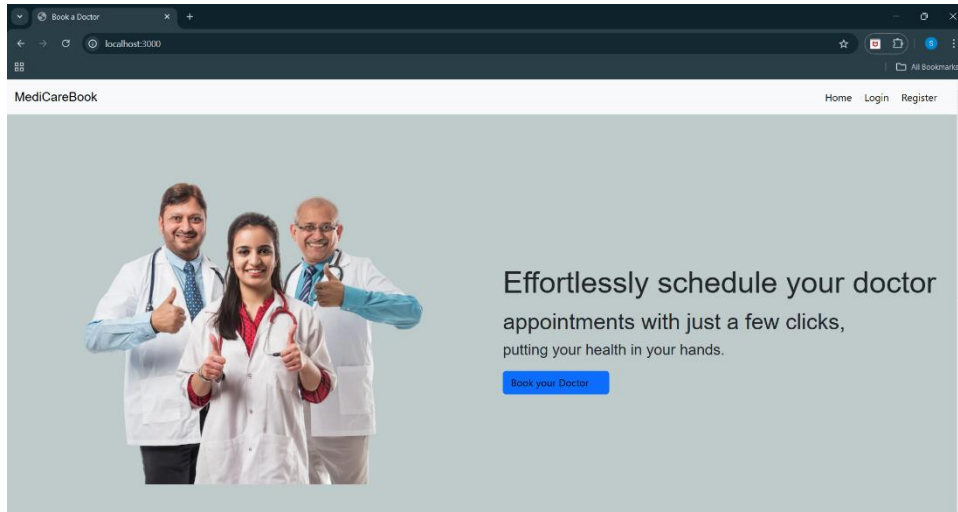 Book a Doctor
localhost:3000
S
All Bookmarks
MediCareBook
Home Login Register
Effortlessly schedule your doctor
appointments with just a few clicks,
putting your health in your hands.
Book your Doctor